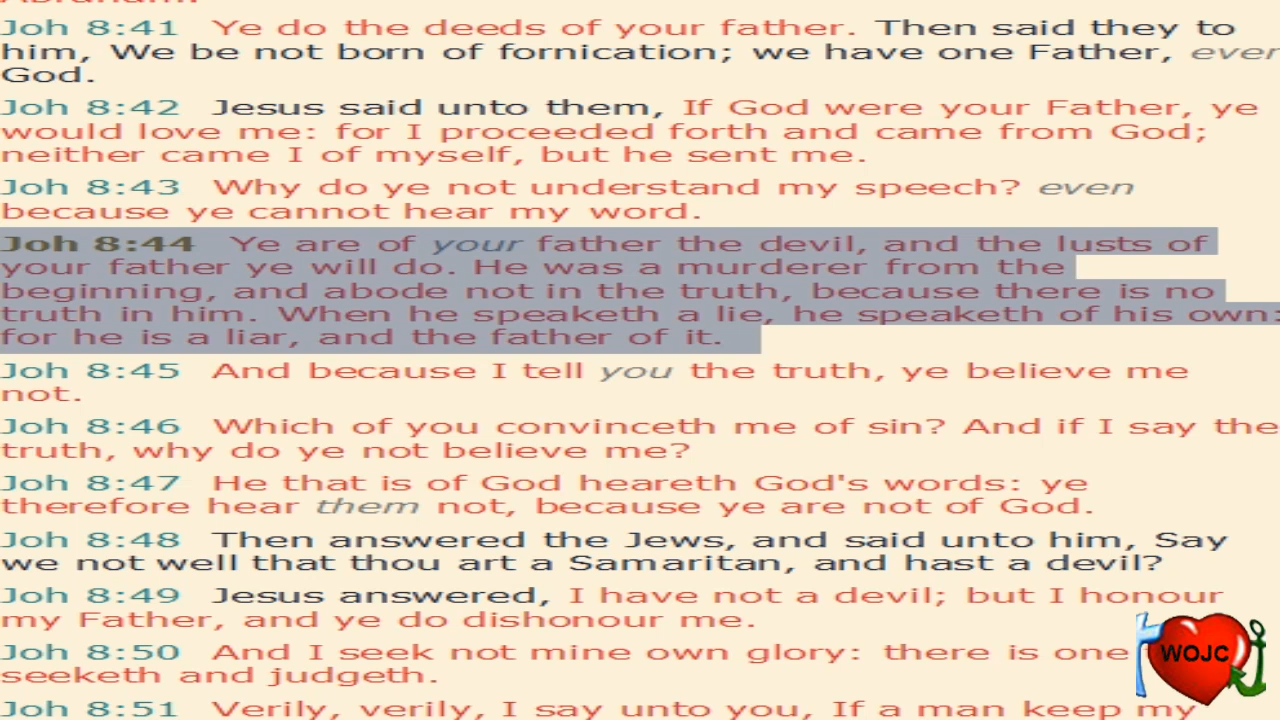 Abraham.
Joh 8:41 Ye do the deeds of your father. Then said they to
him, We be not born of fornication; we have one Father, even
God.
Joh 8:42 Jesus said unto them, If God were your Father, ye
would love me: for I proceeded forth and came from God;
neither came I of myself, but he sent me.
Joh 8:43 Why do ye not understand my speech? even
because ye cannot hear my word.
Joh 8:44 Ye are of your father the devil, and the lusts of
your father ye will do. He was a murderer from the
beginning, and abode not in the truth, because there is no
truth in him. When he speaketh a lie, he speaketh of his own:
for he is a liar, and the father of it.
Joh 8:45 And because I tell you the truth, ye believe me
not.
Joh 8:46 Which of you convinceth me of sin? And if I say the
truth, why do ye not believe me?
Joh 8:47 He that is of God heareth God's words: ye
therefore hear them not, because ye are not of God.
Joh 8:48 Then answered the Jews, and said unto him, Say
we not well that thou art a Samaritan, and hast a devil?
Joh 8:49 Jesus answered, I have not a devil; but I honour
my Father, and ye do dishonour me.
Joh 8:50 And I seek not mine own glory: there is one
seeketh and judgeth.
Joh 8:51 Verily, verily, I say unto you, If a man keep my
WOJC